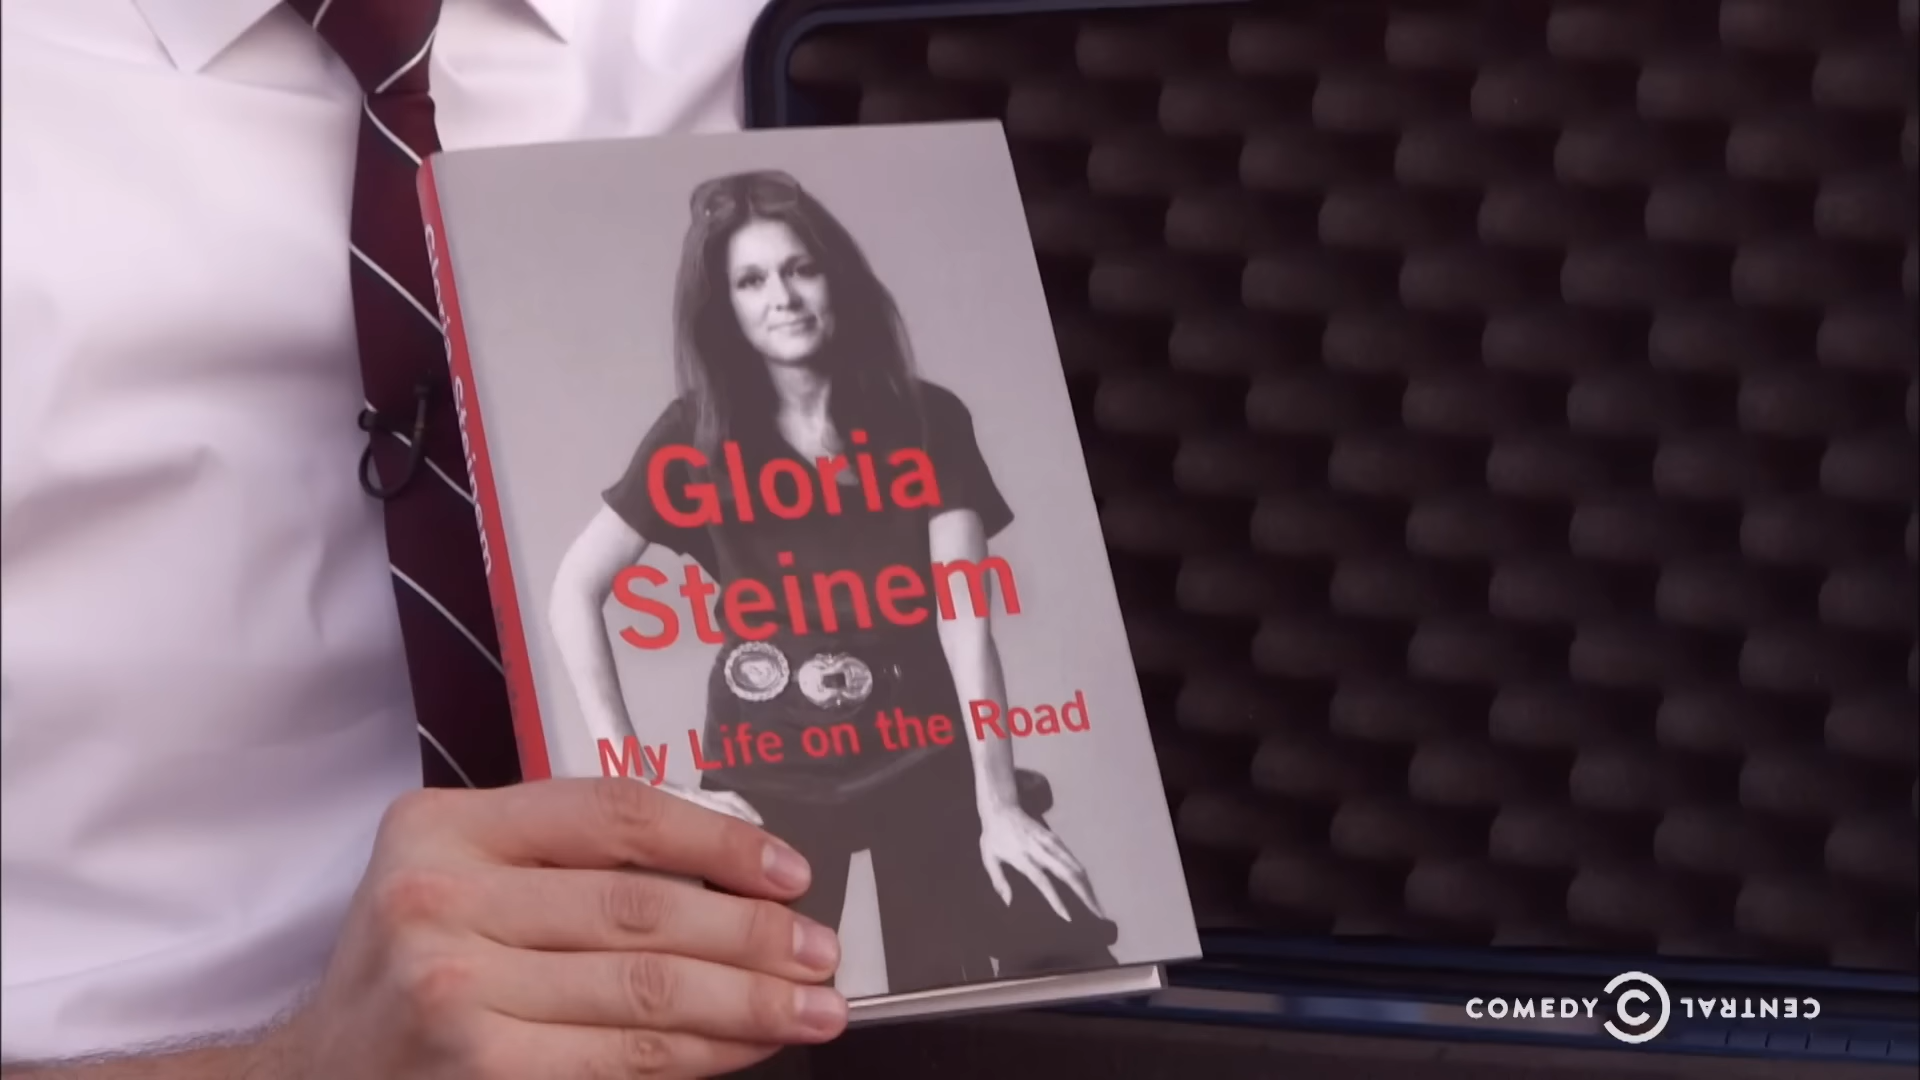 Gloria
Steinem
My Life on the Road
Gloria Steinem
COMEDY CENTRAL